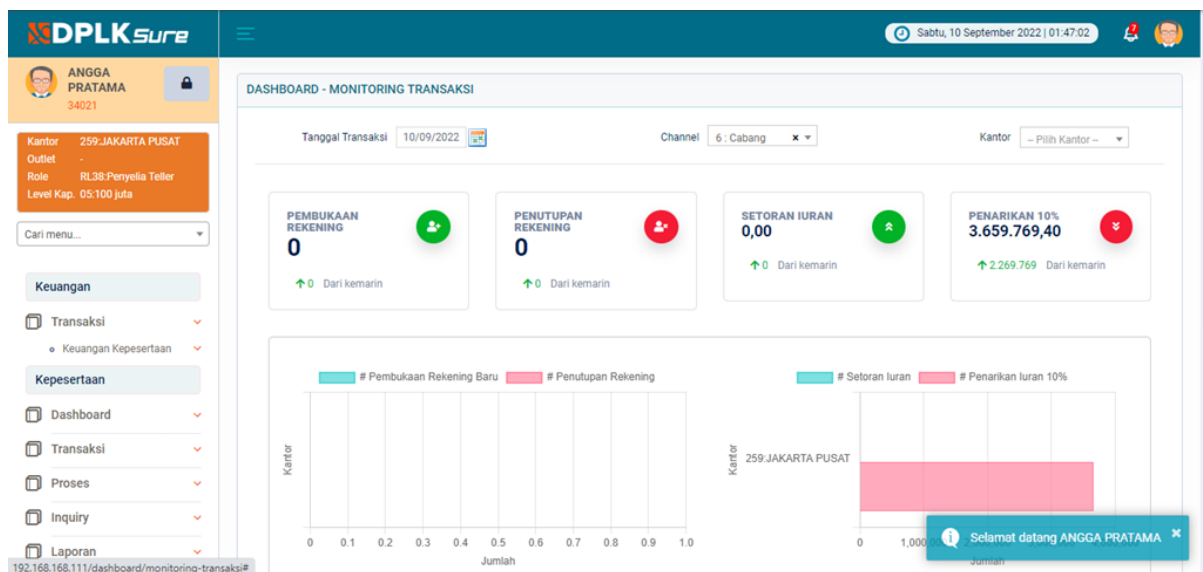 DPLKSure
Sabtu, 10 September 2022 | 01:47:02
7
ANGGA
PRATAMA
34021
Kantor 259:JAKARTA PUSAT
Outlet -
Role RL38:Penyelia Teller
Level Kap. 05:100 juta
Cari menu...
Keuangan
Transaksi
Keuangan Kepesertaan
Kepesertaan
Dashboard
Transaksi
Proses
Inquiry
Laporan
192.168.168.111/dashboard/monitoring-transaksi#
DASHBOARD - MONITORING TRANSAKSI
Tanggal Transaksi 10/09/2022
Channel 6 : Cabang
Kantor -- Pilih Kantor --
PEMBUKAAN
REKENING
0
0 Dari kemarin
PENUTUPAN
REKENING
0
0 Dari kemarin
SETORAN IURAN
0,00
0 Dari kemarin
PENARIKAN 10%
3.659.769,40
2.269.769 Dari kemarin
# Pembukaan Rekening Baru # Penutupan Rekening
Kantor
0 0.1 0.2 0.3 0.4 0.5 0.6 0.7 0.8 0.9 1.0
Jumlah
# Setoran Iuran # Penarikan Iuran 10%
Kantor
259:JAKARTA PUSAT
0
Jumlah
Selamat datang ANGGA PRATAMA